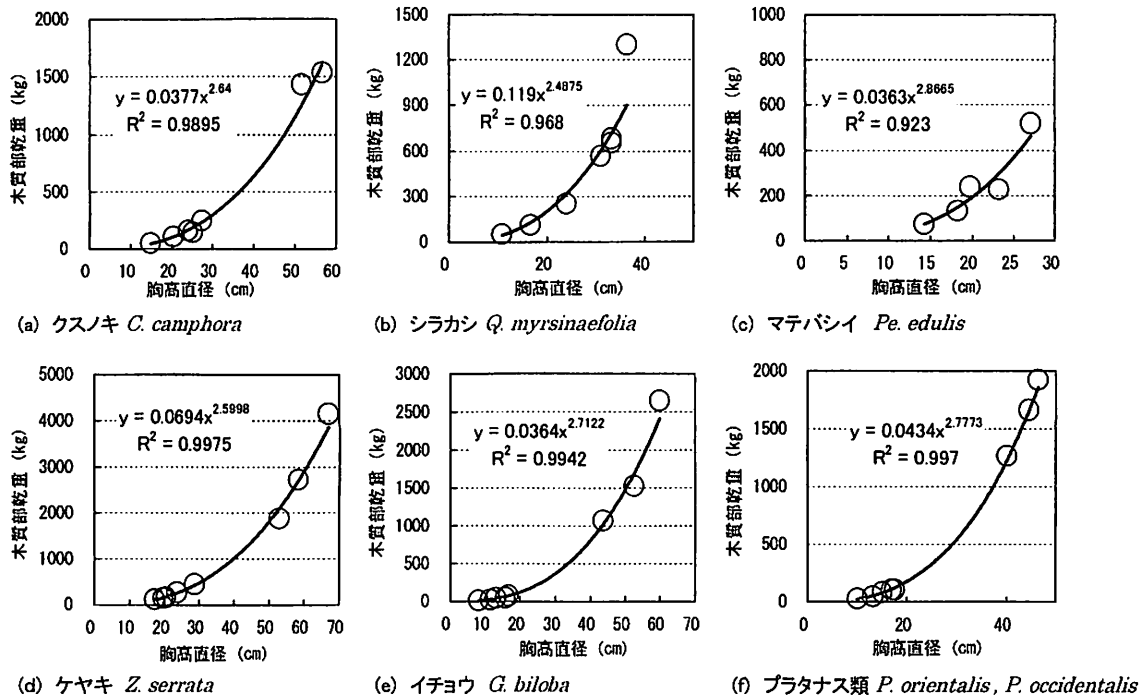 2000
1500
1000
500
0
木質部乾重 (kg)
y = 0.0377x^2.64
R² = 0.9895
0 10 20 30 40 50 60
胸高直径 (cm)
(a) クスノキ C. camphora
1500
1200
900
600
300
0
木質部乾重 (kg)
y = 0.119x^2.4875
R² = 0.968
0 20 40
胸高直径 (cm)
(b) シラカシ Q. myrsinaefolia
1000
800
600
400
200
0
木質部乾重 (kg)
y = 0.0363x^2.8665
R² = 0.923
0 5 10 15 20 25 30
胸高直径 (cm)
(c) マテバシイ Pe. edulis
5000
4000
3000
2000
1000
0
木質部乾重 (kg)
y = 0.0694x^2.5998
R² = 0.9975
0 10 20 30 40 50 60 70
胸高直径 (cm)
(d) ケヤキ Z. serrata
3000
2500
2000
1500
1000
500
0
木質部乾重 (kg)
y = 0.0364x^2.7122
R² = 0.9942
0 10 20 30 40 50 60 70
胸高直径 (cm)
(e) イチョウ G. biloba
2000
1500
1000
500
0
木質部乾重 (kg)
y = 0.0434x^2.7773
R² = 0.997
0 20 40
胸高直径 (cm)
(f) プラタナス類 P. orientalis , P. occidentalis